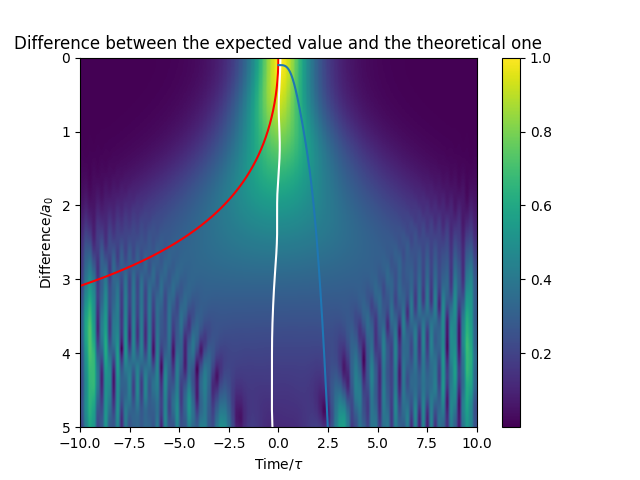 Difference between the expected value and the theoretical one
0
1
2
3
4
5
Difference/a₀
−10.0 −7.5 −5.0 −2.5 0.0 2.5 5.0 7.5 10.0
Time/τ
1.0
0.8
0.6
0.4
0.2